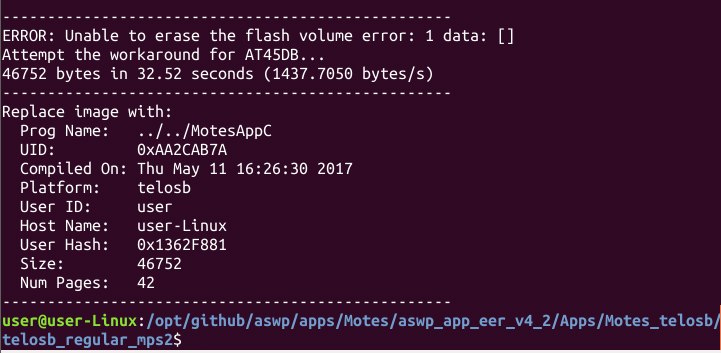 --------------------------------------------------
ERROR: Unable to erase the flash volume error: 1 data: []
Attempt the workaround for AT45DB...
46752 bytes in 32.52 seconds (1437.7050 bytes/s)
--------------------------------------------------
Replace image with:
  Prog Name:   ../../MotesAppC
  UID:         0xAA2CAB7A
  Compiled On: Thu May 11 16:26:30 2017
  Platform:    telosb
  User ID:     user
  Host Name:   user-Linux
  User Hash:   0x1362F881
  Size:        46752
  Num Pages:   42
--------------------------------------------------
user@user-Linux:/opt/github/aswp/apps/Motes/aswp_app_eer_v4_2/Apps/Motes_telosb/
telosb_regular_mps2$